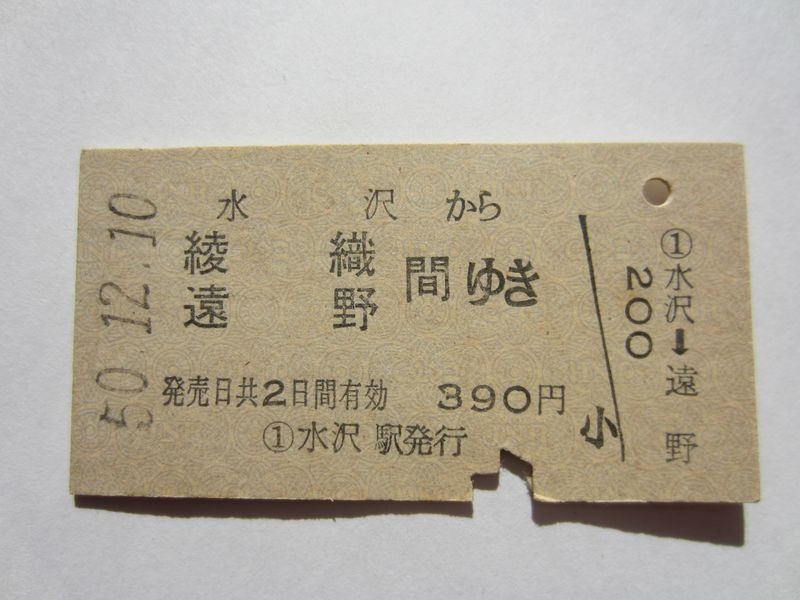 50.12.10
水沢から
綾織
遠野
間ゆき
発売日共2日間有効 390円
①水沢駅発行
小
200
①水沢➡遠野